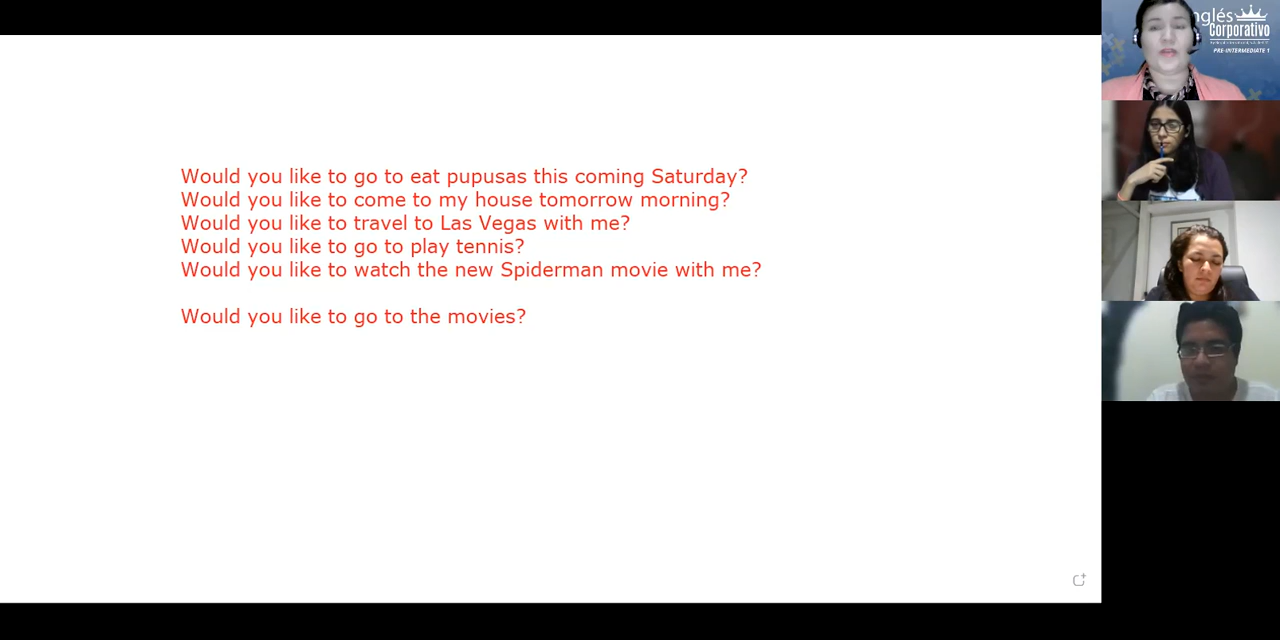 Would you like to go to eat pupusas this coming Saturday?
Would you like to come to my house tomorrow morning?
Would you like to travel to Las Vegas with me?
Would you like to go to play tennis?
Would you like to watch the new Spiderman movie with me?
Would you like to go to the movies?
nglés
Corporativo
PRE-INTERMEDIATE 1